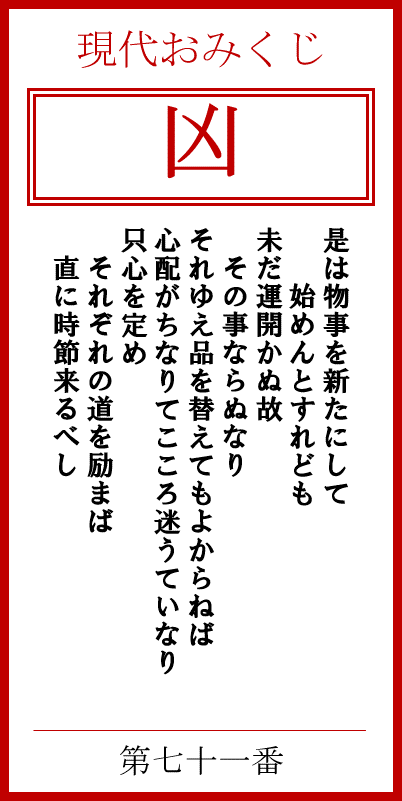 現代おみくじ
凶
是は物事を新たにして
始めんとすれども
未だ運開かぬ故
その事ならぬなり
それゆえ品を替えてもよからねば
心配がちなりてこころ迷うていなり
只心を定め
それぞれの道を励まば
直に時節来るべし
第七十一番